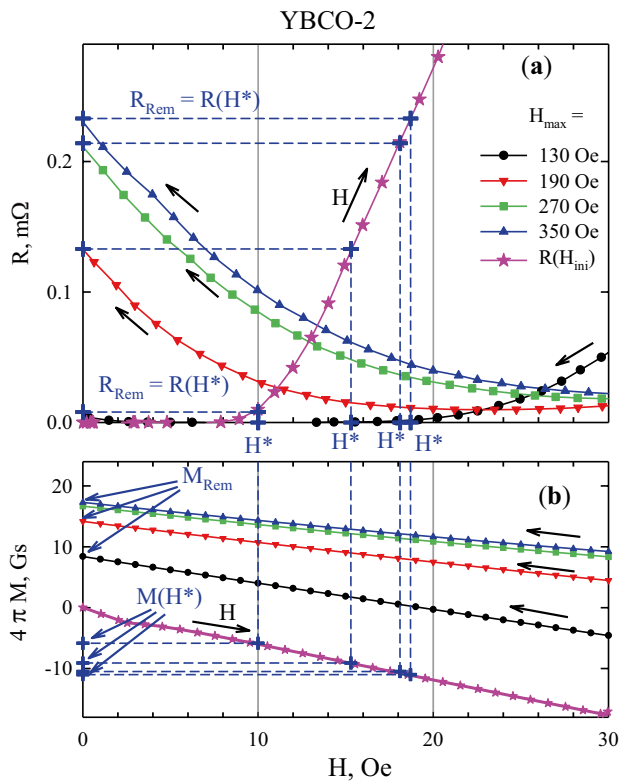 YBCO-2
(a)
R_Rem = R(H*)
H_max =
130 Oe
190 Oe
270 Oe
350 Oe
R(H_ini)
H
0.2
0.1
0.0
R, mΩ
R_Rem = R(H*)
H* H* H* H*
(b)
M_Rem
M(H*)
H
20
10
0
-10
4 π M, Gs
0 10 20 30
H, Oe